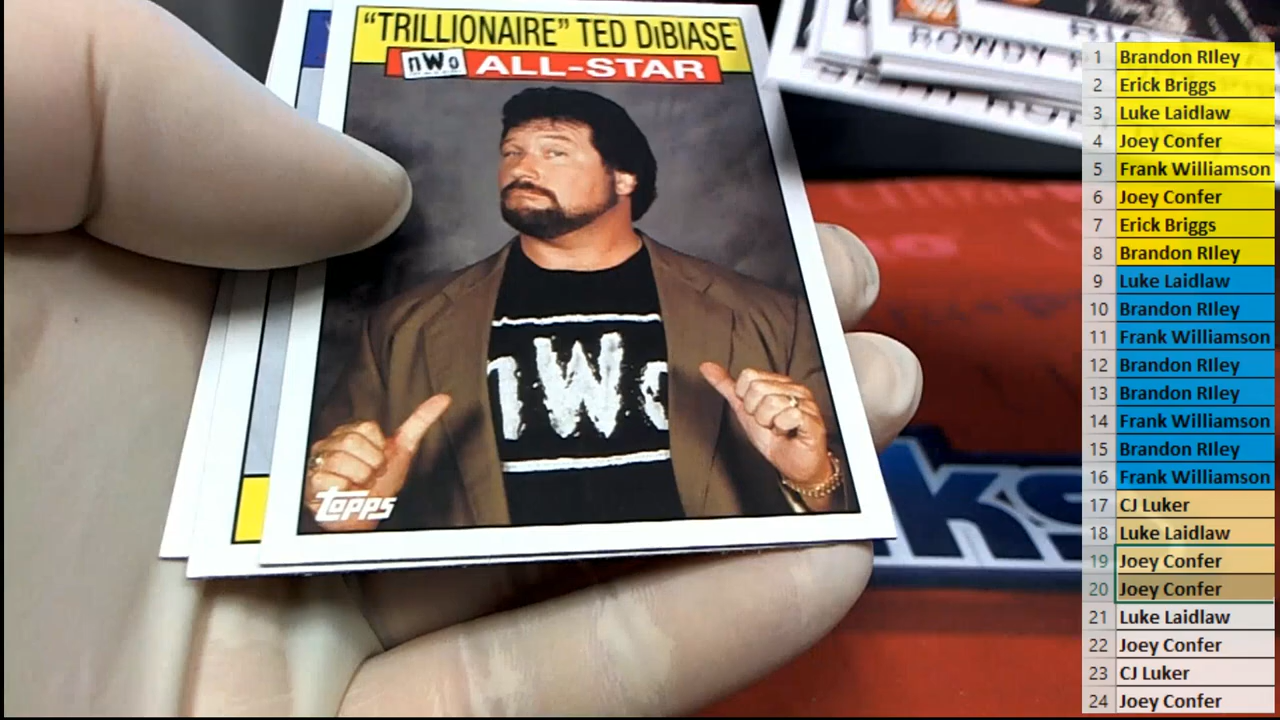 "TRILLIONAIRE" TED DiBIASE
nWo ALL-STAR
nWo
topps
ROWDY
ks
1 Brandon RIley
2 Erick Briggs
3 Luke Laidlaw
4 Joey Confer
5 Frank Williamson
6 Joey Confer
7 Erick Briggs
8 Brandon RIley
9 Luke Laidlaw
10 Brandon RIley
11 Frank Williamson
12 Brandon RIley
13 Brandon RIley
14 Frank Williamson
15 Brandon RIley
16 Frank Williamson
17 CJ Luker
18 Luke Laidlaw
19 Joey Confer
20 Joey Confer
21 Luke Laidlaw
22 Joey Confer
23 CJ Luker
24 Joey Confer